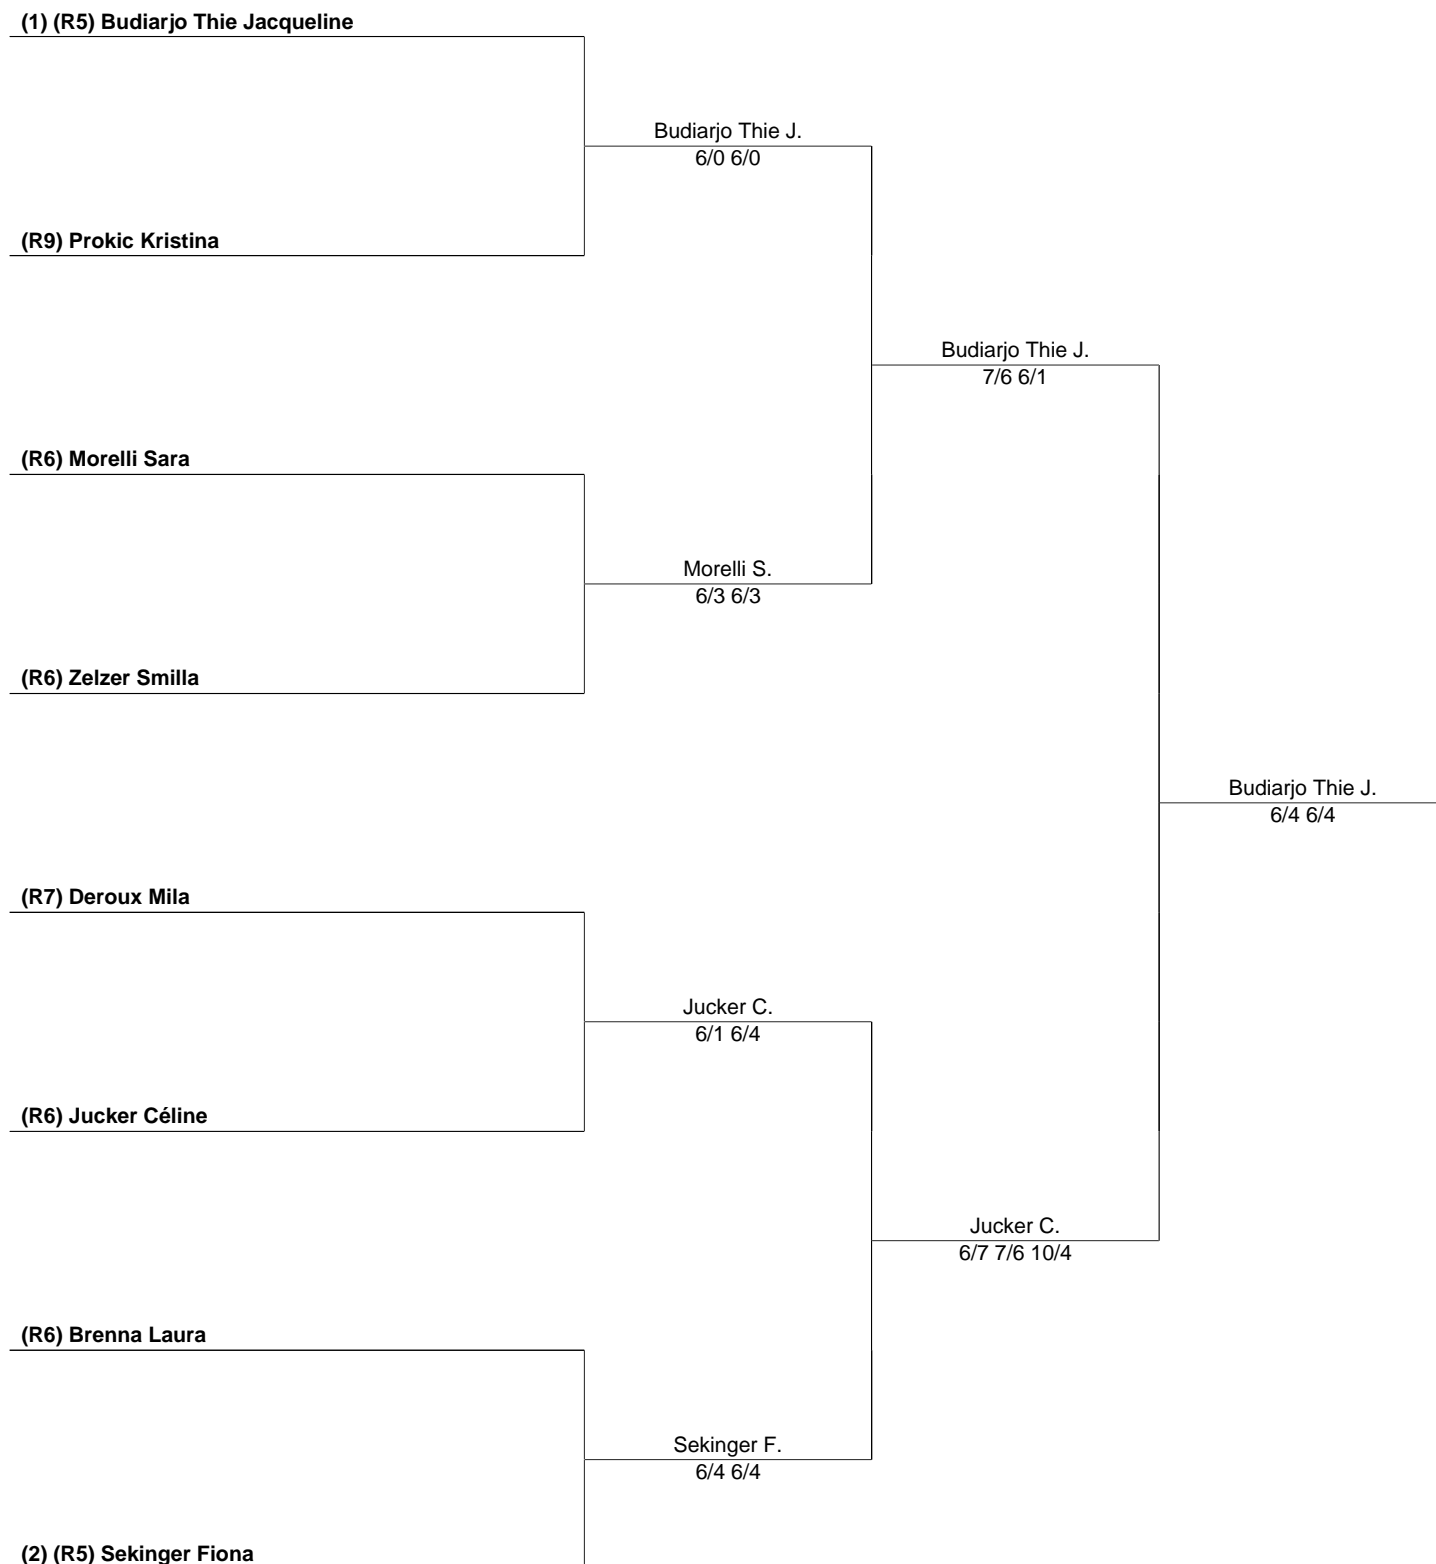 (1) (R5) Budiarjo Thie Jacqueline
Budiarjo Thie J.
6/0 6/0
(R9) Prokic Kristina
Budiarjo Thie J.
7/6 6/1
(R6) Morelli Sara
Morelli S.
6/3 6/3
(R6) Zelzer Smilla
Budiarjo Thie J.
6/4 6/4
(R7) Deroux Mila
Jucker C.
6/1 6/4
(R6) Jucker Céline
Jucker C.
6/7 7/6 10/4
(R6) Brenna Laura
Sekinger F.
6/4 6/4
(2) (R5) Sekinger Fiona